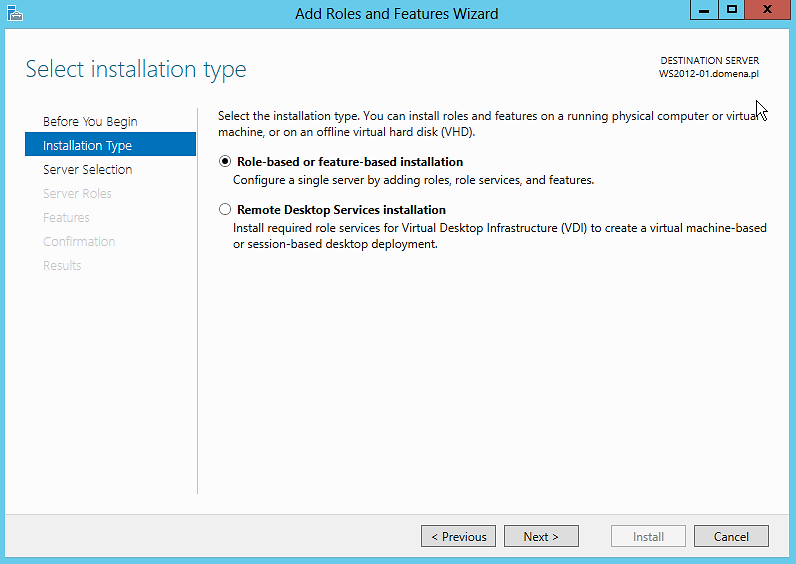 Add Roles and Features Wizard
Select installation type
DESTINATION SERVER
WS2012-01.domena.pl
Before You Begin
Installation Type
Server Selection
Server Roles
Features
Confirmation
Results
Select the installation type. You can install roles and features on a running physical computer or virtual
machine, or on an offline virtual hard disk (VHD).
Role-based or feature-based installation
Configure a single server by adding roles, role services, and features.
Remote Desktop Services installation
Install required role services for Virtual Desktop Infrastructure (VDI) to create a virtual machine-based
or session-based desktop deployment.
< Previous
Next >
Install
Cancel